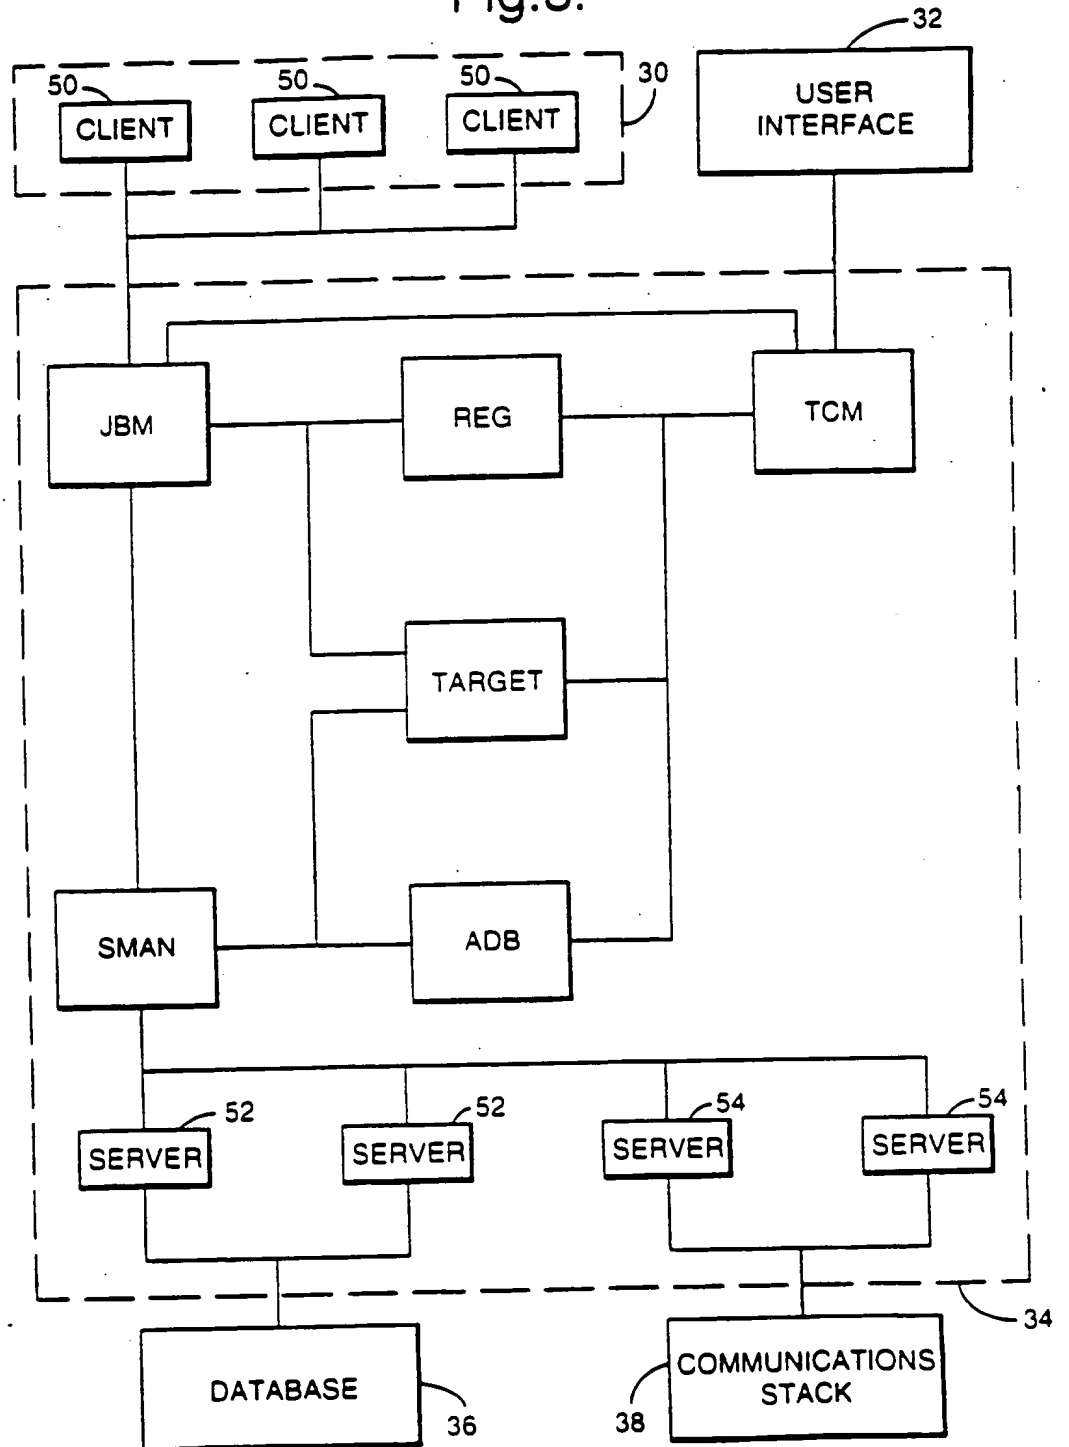 Fig.3.
32
50
50
50
30
CLIENT
CLIENT
CLIENT
USER
INTERFACE
JBM
REG
TCM
TARGET
SMAN
ADB
52
52
54
54
SERVER
SERVER
SERVER
SERVER
34
DATABASE
36
38
COMMUNICATIONS
STACK